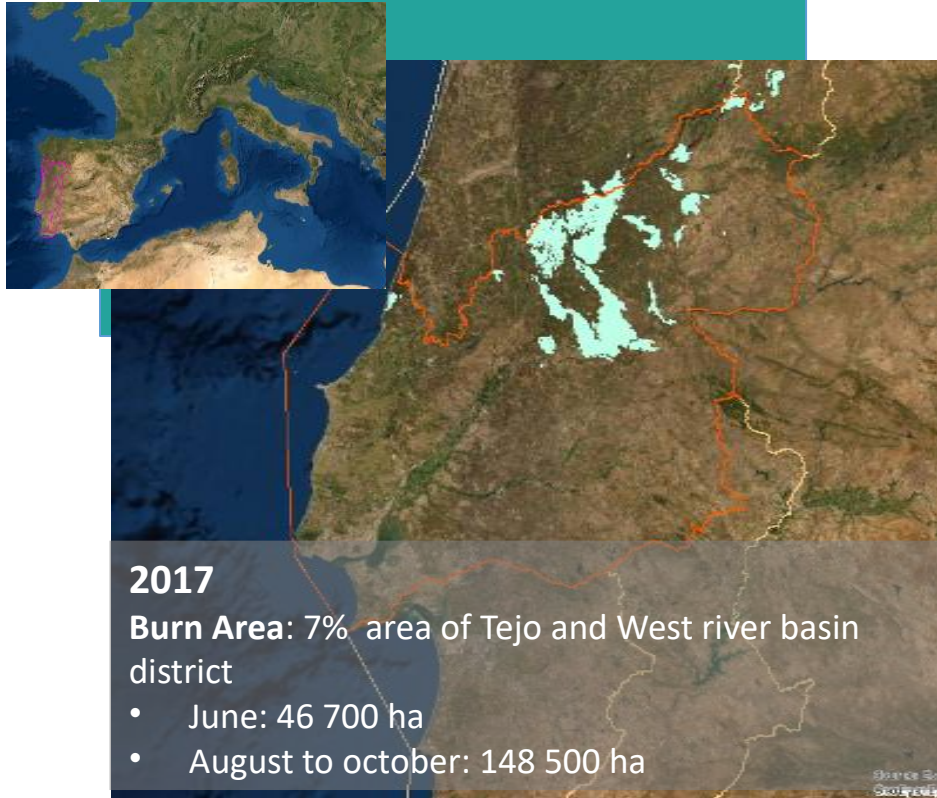 2017
Burn Area: 7% area of Tejo and West river basin
district
• June: 46 700 ha
• August to october: 148 500 ha